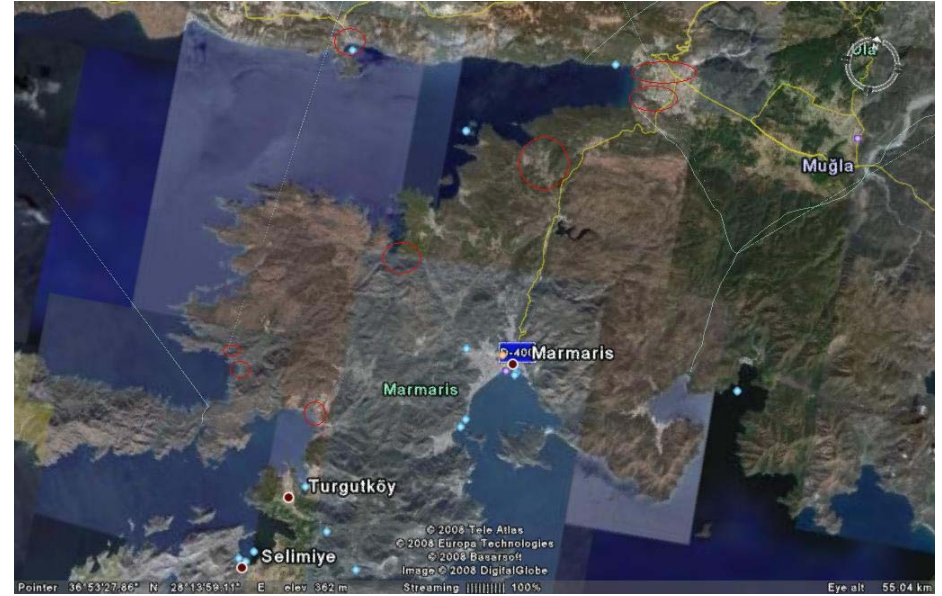 Ula
Muğla
D-400
Marmaris
Marmaris
Turgutköy
Selimiye
© 2008 Tele Atlas
© 2008 Europa Technologies
© 2008 Basarsoft
Image © 2008 DigitalGlobe
Pointer 36°53'27.86" N 28°13'59.11" E elev 362 m Streaming ||||||||| 100% Eye alt 55.04 km